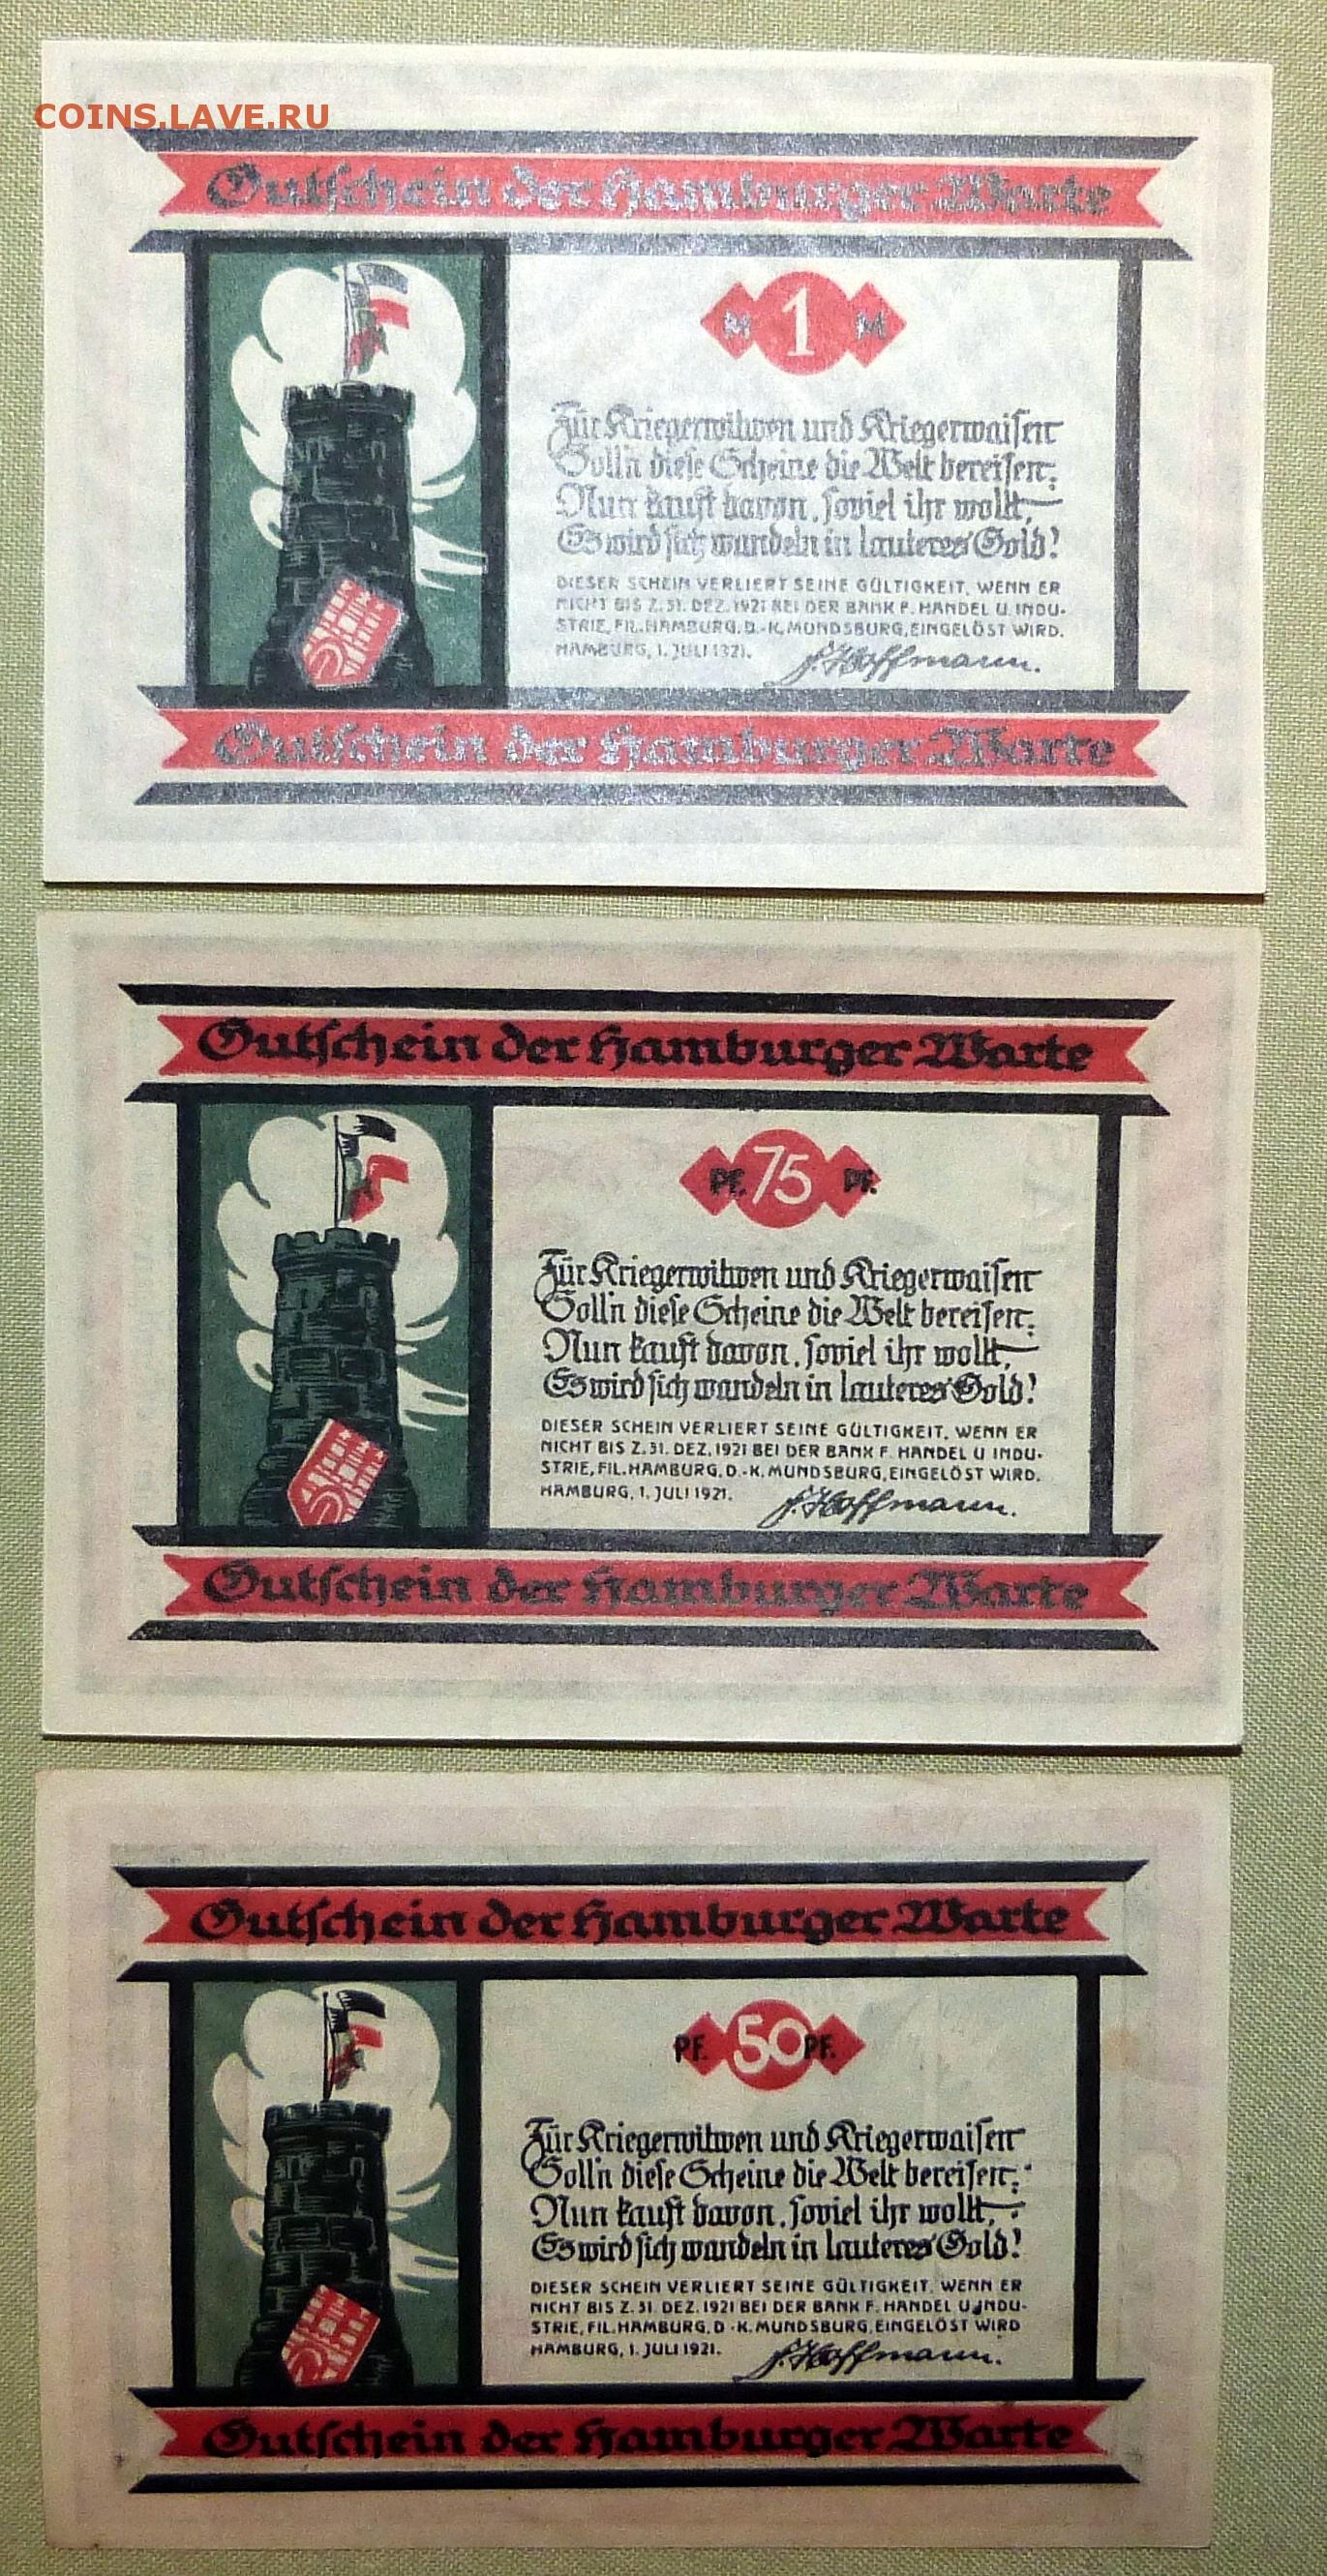 COINS.LAVE.RU
Gutschein der Hamburger Warte
M 1 M
Für Kriegerwitwen und Kriegerwaisen
Soll'n diese Scheine die Welt bereisen;
Nun kauft davon, soviel ihr wollt, —
Es wird sich wandeln in lauteres Gold!
DIESER SCHEIN VERLIERT SEINE GÜLTIGKEIT, WENN ER
NICHT BIS Z. 31. DEZ. 1921 BEI DER BANK F. HANDEL U. INDU-
STRIE, FIL. HAMBURG, D.-K. MUNDSBURG, EINGELÖST WIRD.
HAMBURG, 1. JULI 1921. J. Hoffmann.
Gutschein der Hamburger Warte
Gutschein der Hamburger Warte
PF. 75 PF.
Für Kriegerwitwen und Kriegerwaisen
Soll'n diese Scheine die Welt bereisen;
Nun kauft davon, soviel ihr wollt, —
Es wird sich wandeln in lauteres Gold!
DIESER SCHEIN VERLIERT SEINE GÜLTIGKEIT, WENN ER
NICHT BIS Z. 31. DEZ. 1921 BEI DER BANK F. HANDEL U INDU-
STRIE, FIL. HAMBURG, D.-K. MUNDSBURG, EINGELÖST WIRD.
HAMBURG, 1. JULI 1921. J. Hoffmann.
Gutschein der Hamburger Warte
Gutschein der Hamburger Warte
PF. 50 PF.
Für Kriegerwitwen und Kriegerwaisen
Soll'n diese Scheine die Welt bereisen;
Nun kauft davon, soviel ihr wollt, —
Es wird sich wandeln in lauteres Gold!
DIESER SCHEIN VERLIERT SEINE GÜLTIGKEIT, WENN ER
NICHT BIS Z. 31. DEZ. 1921 BEI DER BANK F. HANDEL U. INDU-
STRIE, FIL. HAMBURG, D.-K. MUNDSBURG, EINGELÖST WIRD
HAMBURG, 1. JULI 1921. J. Hoffmann.
Gutschein der Hamburger Warte